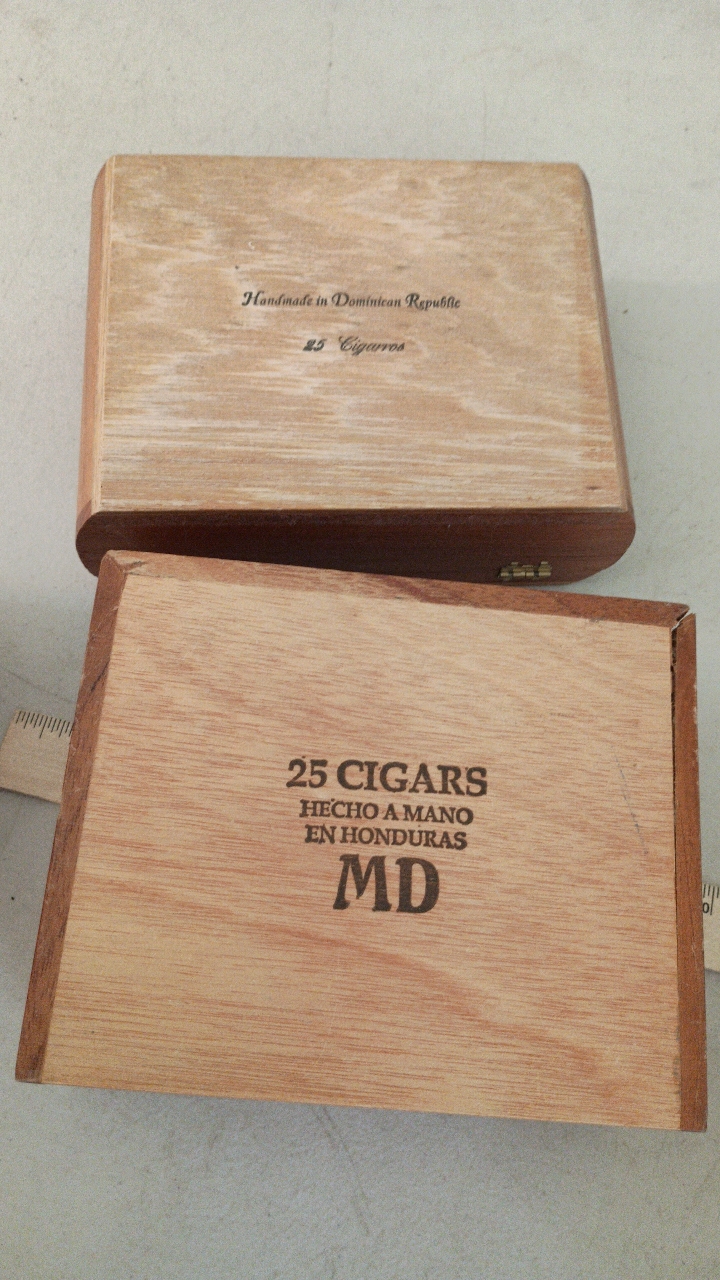 Handmade in Dominican Republic
25 Cigarros
25 CIGARS
HECHO A MANO
EN HONDURAS
MD